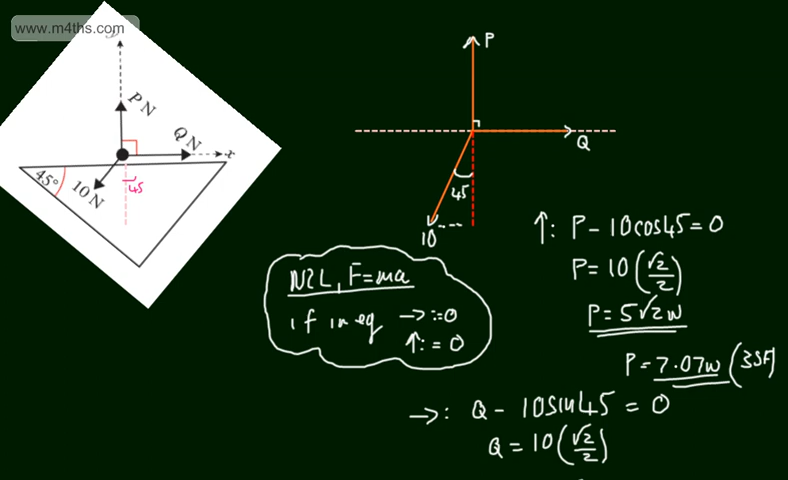 www.m4ths.com
y
P N
Q N
x
45°
10 N
45
P
Q
45
10
N2L, F=ma
if in eq → := 0
↑: = 0
↑: P - 10cos45 = 0
P = 10(√2/2)
P = 5√2 N
P = 7.07N (3SF)
→: Q - 10sin45 = 0
Q = 10(√2/2)